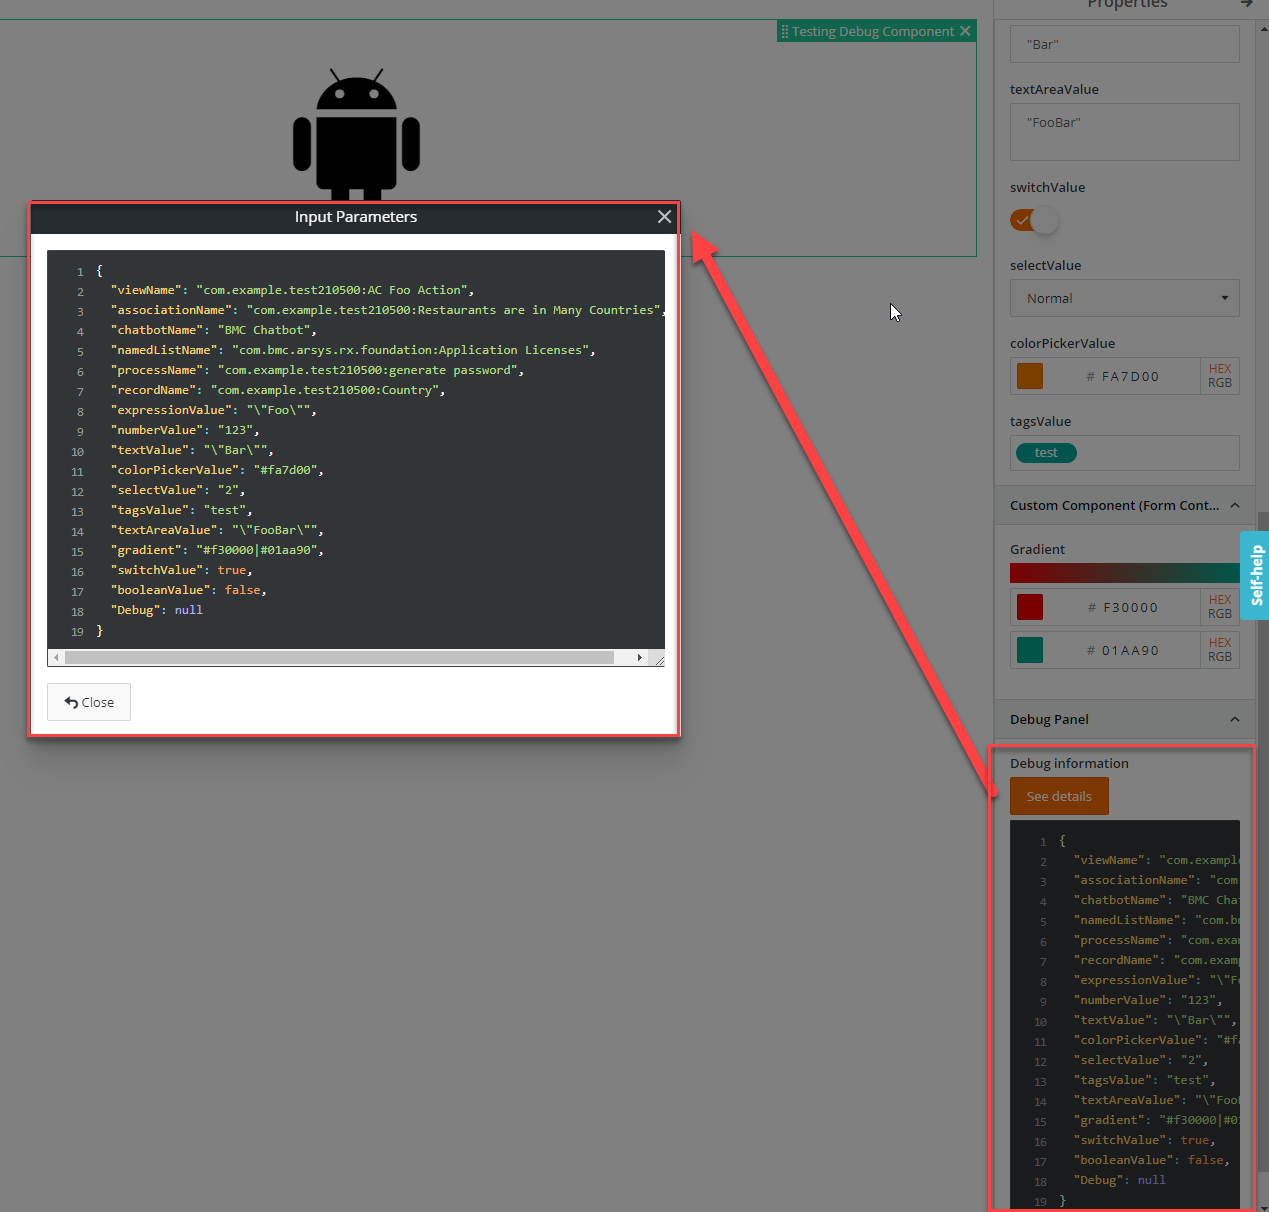 Properties
Testing Debug Component
"Bar"
textAreaValue
"FooBar"
switchValue
selectValue
Normal
colorPickerValue
# FA7D00 HEX
RGB
tagsValue
test
Custom Component (Form Cont...
Gradient
# F30000 HEX
RGB
# 01AA90 HEX
RGB
Self-help
Debug Panel
Debug information
See details
1 {
2 "viewName": "com.exampl
3 "associationName": "com
4 "chatbotName": "BMC Cha
5 "namedListName": "com.b
6 "processName": "com.exa
7 "recordName": "com.examp
8 "expressionValue": "\"F
9 "numberValue": "123",
10 "textValue": "\"Bar\"",
11 "colorPickerValue": "#fa
12 "selectValue": "2",
13 "tagsValue": "test",
14 "textAreaValue": "\"Foo
15 "gradient": "#f30000|#01
16 "switchValue": true,
17 "booleanValue": false,
18 "Debug": null
19 }
Input Parameters
1 {
2 "viewName": "com.example.test210500:AC Foo Action",
3 "associationName": "com.example.test210500:Restaurants are in Many Countries",
4 "chatbotName": "BMC Chatbot",
5 "namedListName": "com.bmc.arsys.rx.foundation:Application Licenses",
6 "processName": "com.example.test210500:generate password",
7 "recordName": "com.example.test210500:Country",
8 "expressionValue": "\"Foo\"",
9 "numberValue": "123",
10 "textValue": "\"Bar\"",
11 "colorPickerValue": "#fa7d00",
12 "selectValue": "2",
13 "tagsValue": "test",
14 "textAreaValue": "\"FooBar\"",
15 "gradient": "#f30000|#01aa90",
16 "switchValue": true,
17 "booleanValue": false,
18 "Debug": null
19 }
Close